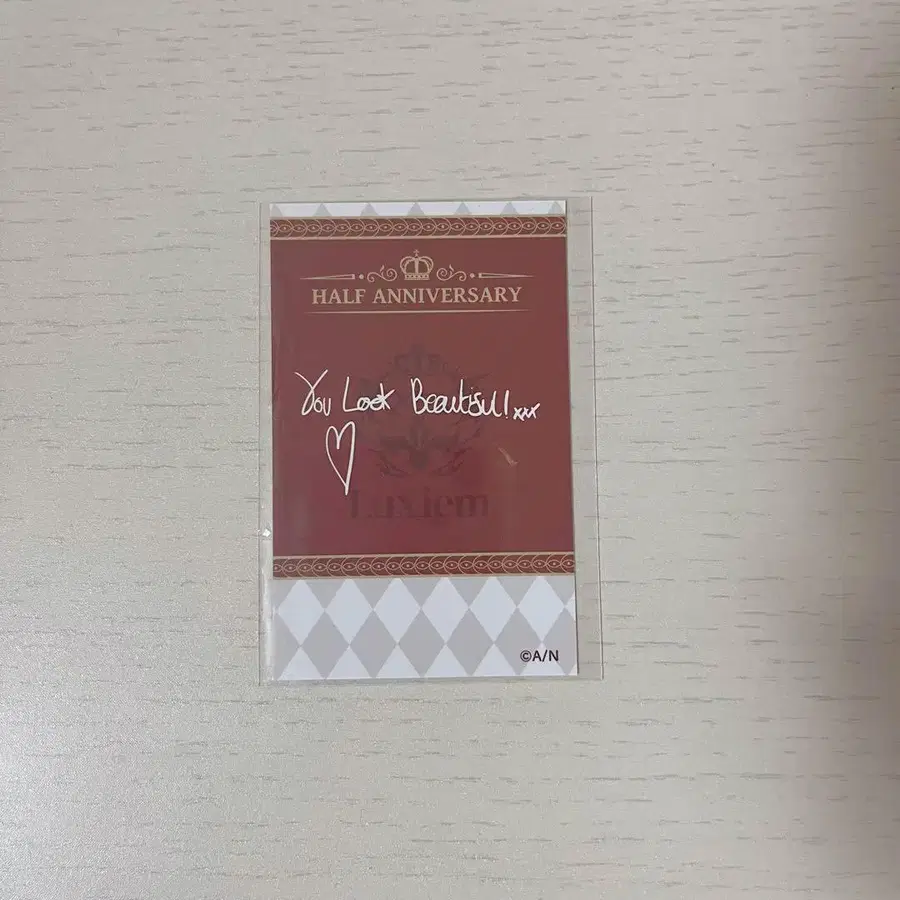 HALF ANNIVERSARY
You Look Beautiful! xxx
Luxiem
©A/N